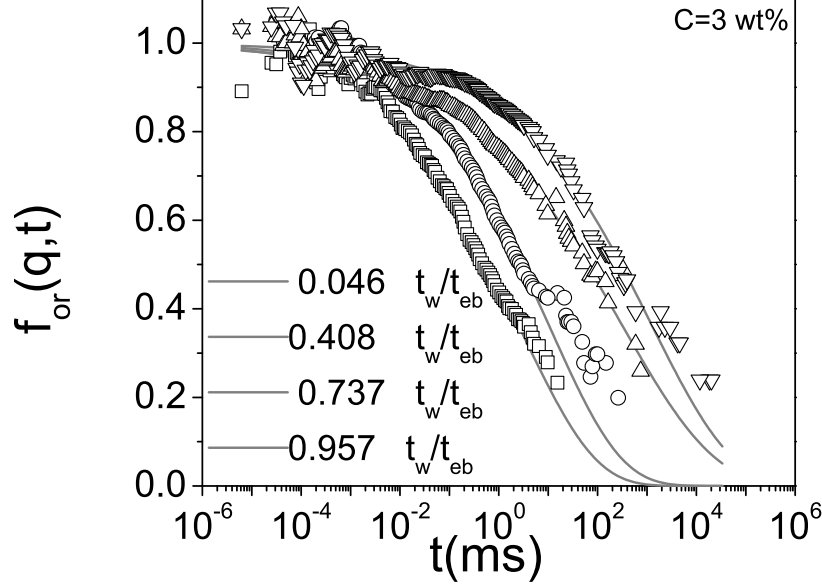 C=3 wt%
1.0
0.8
0.6
0.4
0.2
0.0
f_or(q,t)
0.046 t_w/t_eb
0.408 t_w/t_eb
0.737 t_w/t_eb
0.957 t_w/t_eb
10^-6 10^-4 10^-2 10^0 10^2 10^4 10^6
t(ms)